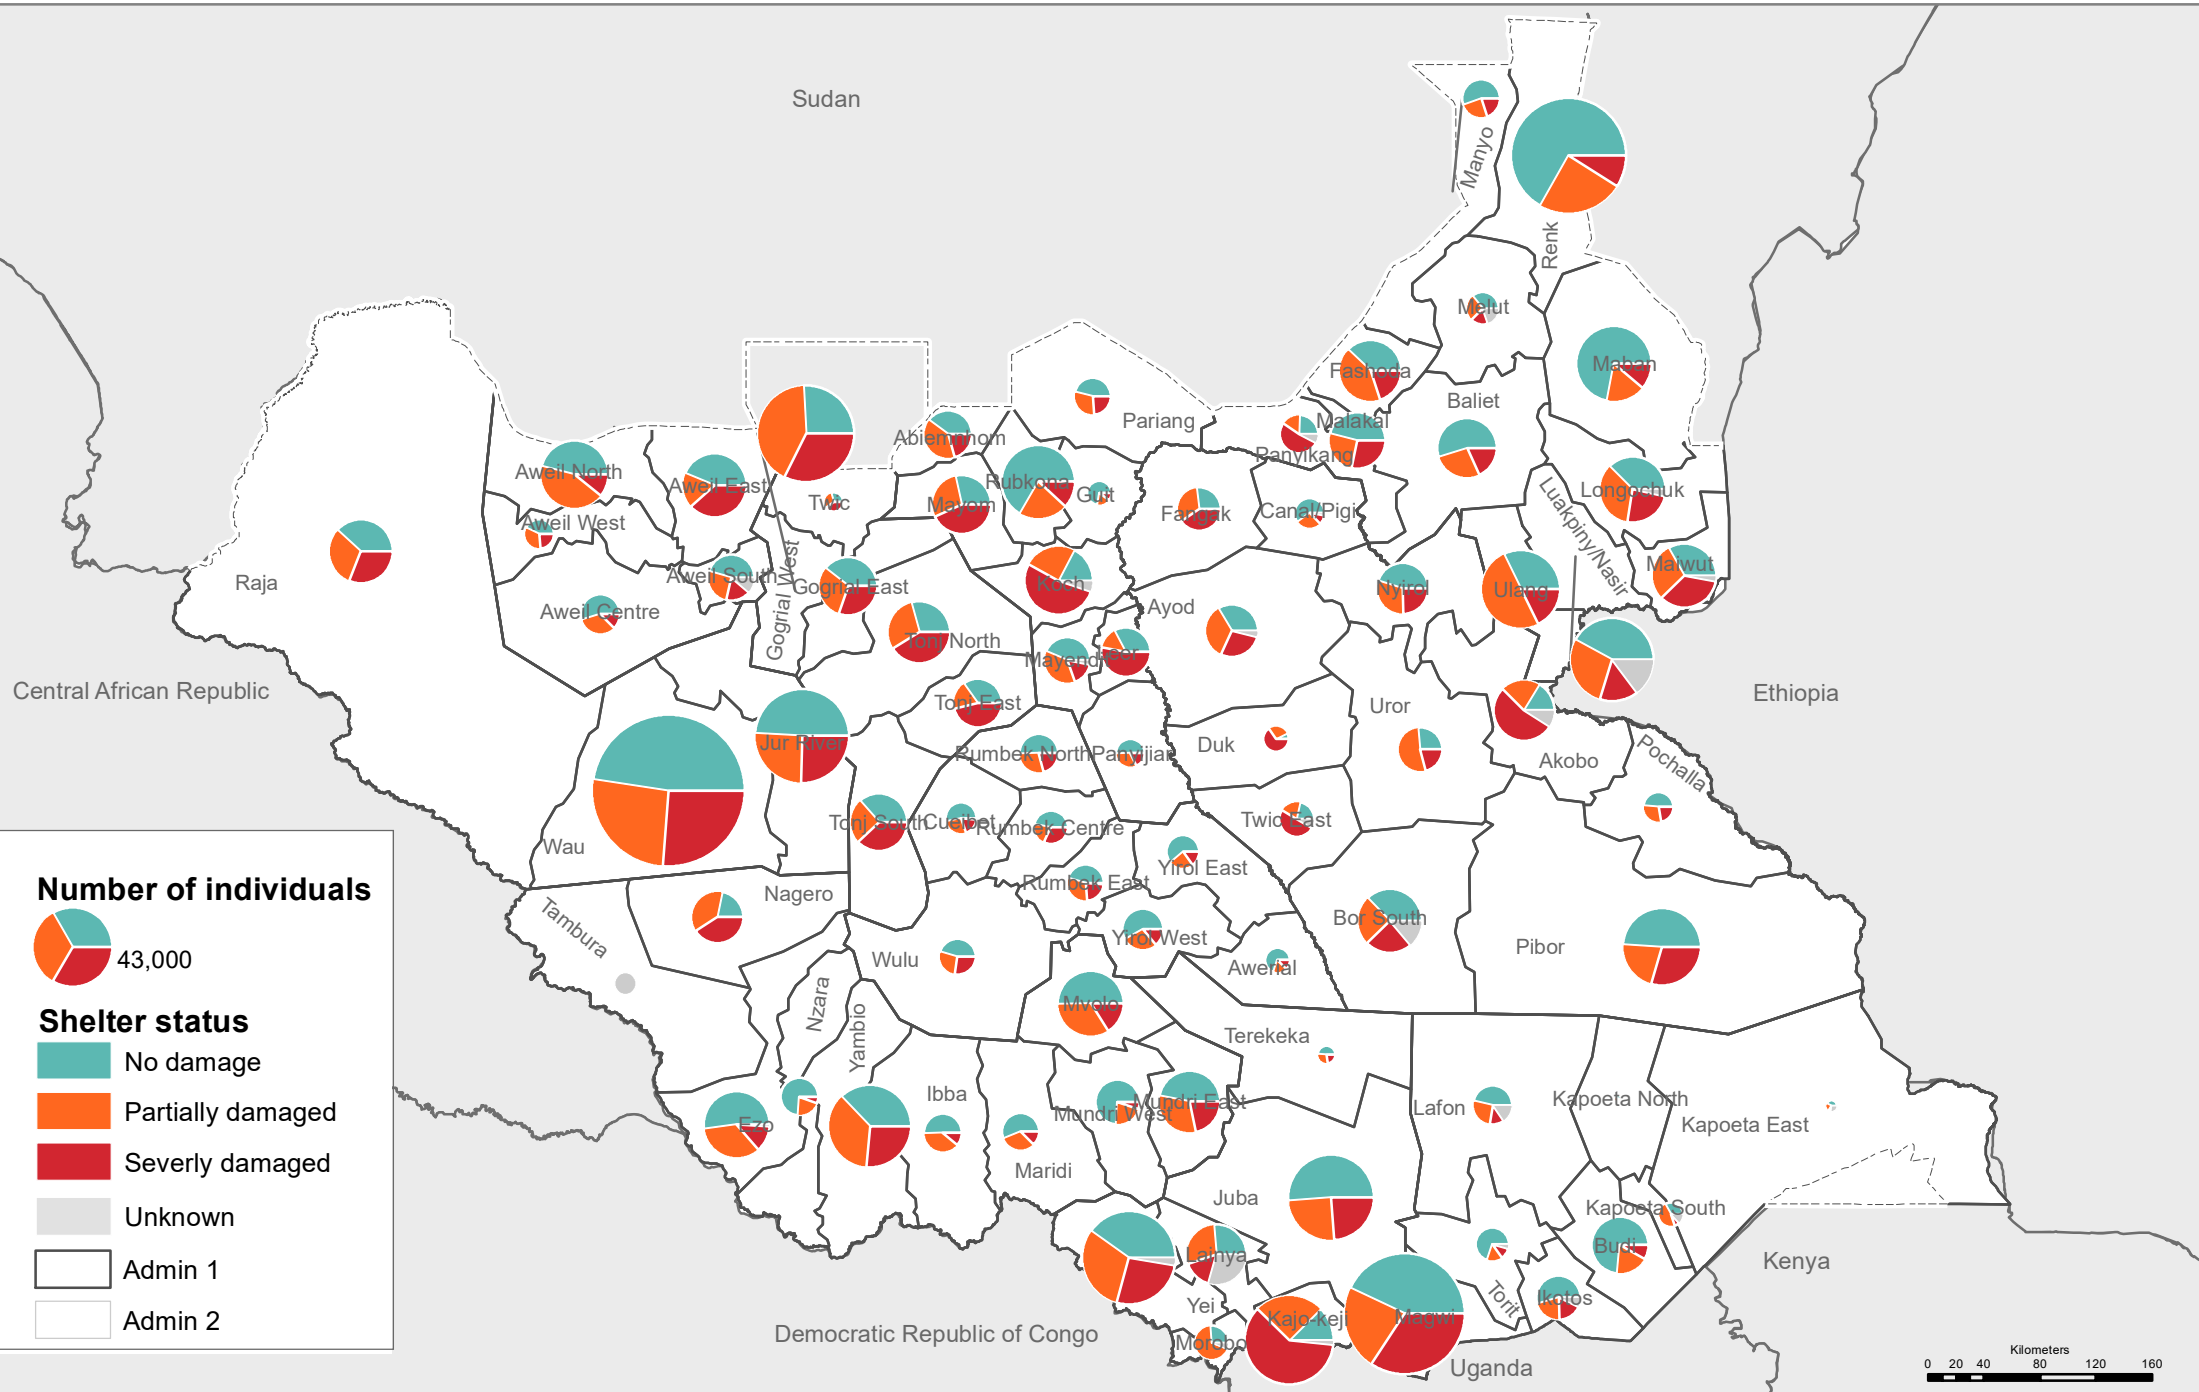 Sudan
Manyo
Renk
Melut
Maban
Fashoda
Baliet
Pariang
Malakal
Abiemnhom
Panyikang
Aweil North
Aweil East
Rubkona
Longochuk
Twic
Mayom
Guit
Fangak
Canal/Pigi
Luakpiny/Nasir
Aweil West
Raja
Aweil South
Gogrial West
Gogrial East
Koch
Nyirol
Ulang
Maiwut
Aweil Centre
Ayod
Tonj North
Mayendit
Leer
Central African Republic
Ethiopia
Tonj East
Uror
Jur River
Rumbek North
Panyijiar
Duk
Akobo
Pochalla
Tonj South
Cueibet
Rumbek Centre
Twic East
Wau
Yirol East
Rumbek East
Nagero
Tambura
Bor South
Yirol West
Pibor
Wulu
Awerial
Nzara
Yambio
Mvolo
Terekeka
Ibba
Mundri West
Mundri East
Lafon
Kapoeta North
Kapoeta East
Ezo
Maridi
Juba
Kapoeta South
Lainya
Budi
Kenya
Yei
Torit
Ikotos
Kajo-keji
Magwi
Morobo
Democratic Republic of Congo
Uganda
Number of individuals
43,000
Shelter status
No damage
Partially damaged
Severly damaged
Unknown
Admin 1
Admin 2
Kilometers
0 20 40 80 120 160